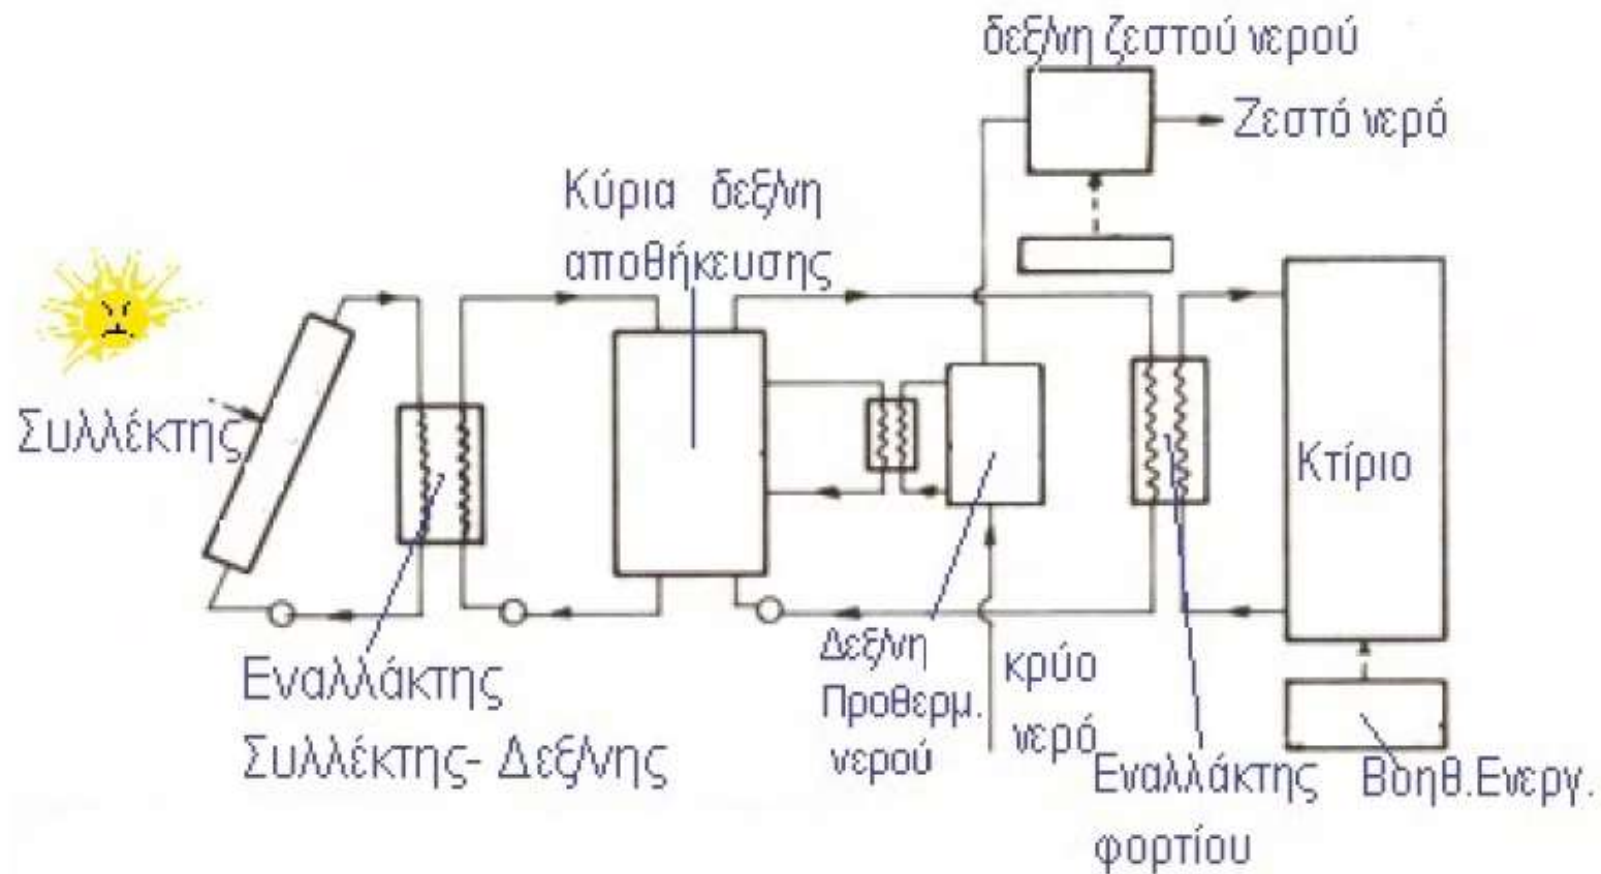 δεξ/νη ζεστού νερού
Ζεστό νερό
Κύρια δεξ/νη
αποθήκευσης
Συλλέκτης
Κτίριο
Εναλλάκτης
Συλλέκτης- Δεξ/νης
Δεξ/νη
Προθερμ.
νερού
κρύο
νερό
Εναλλάκτης
φορτίου
Βοηθ.Ενεργ.